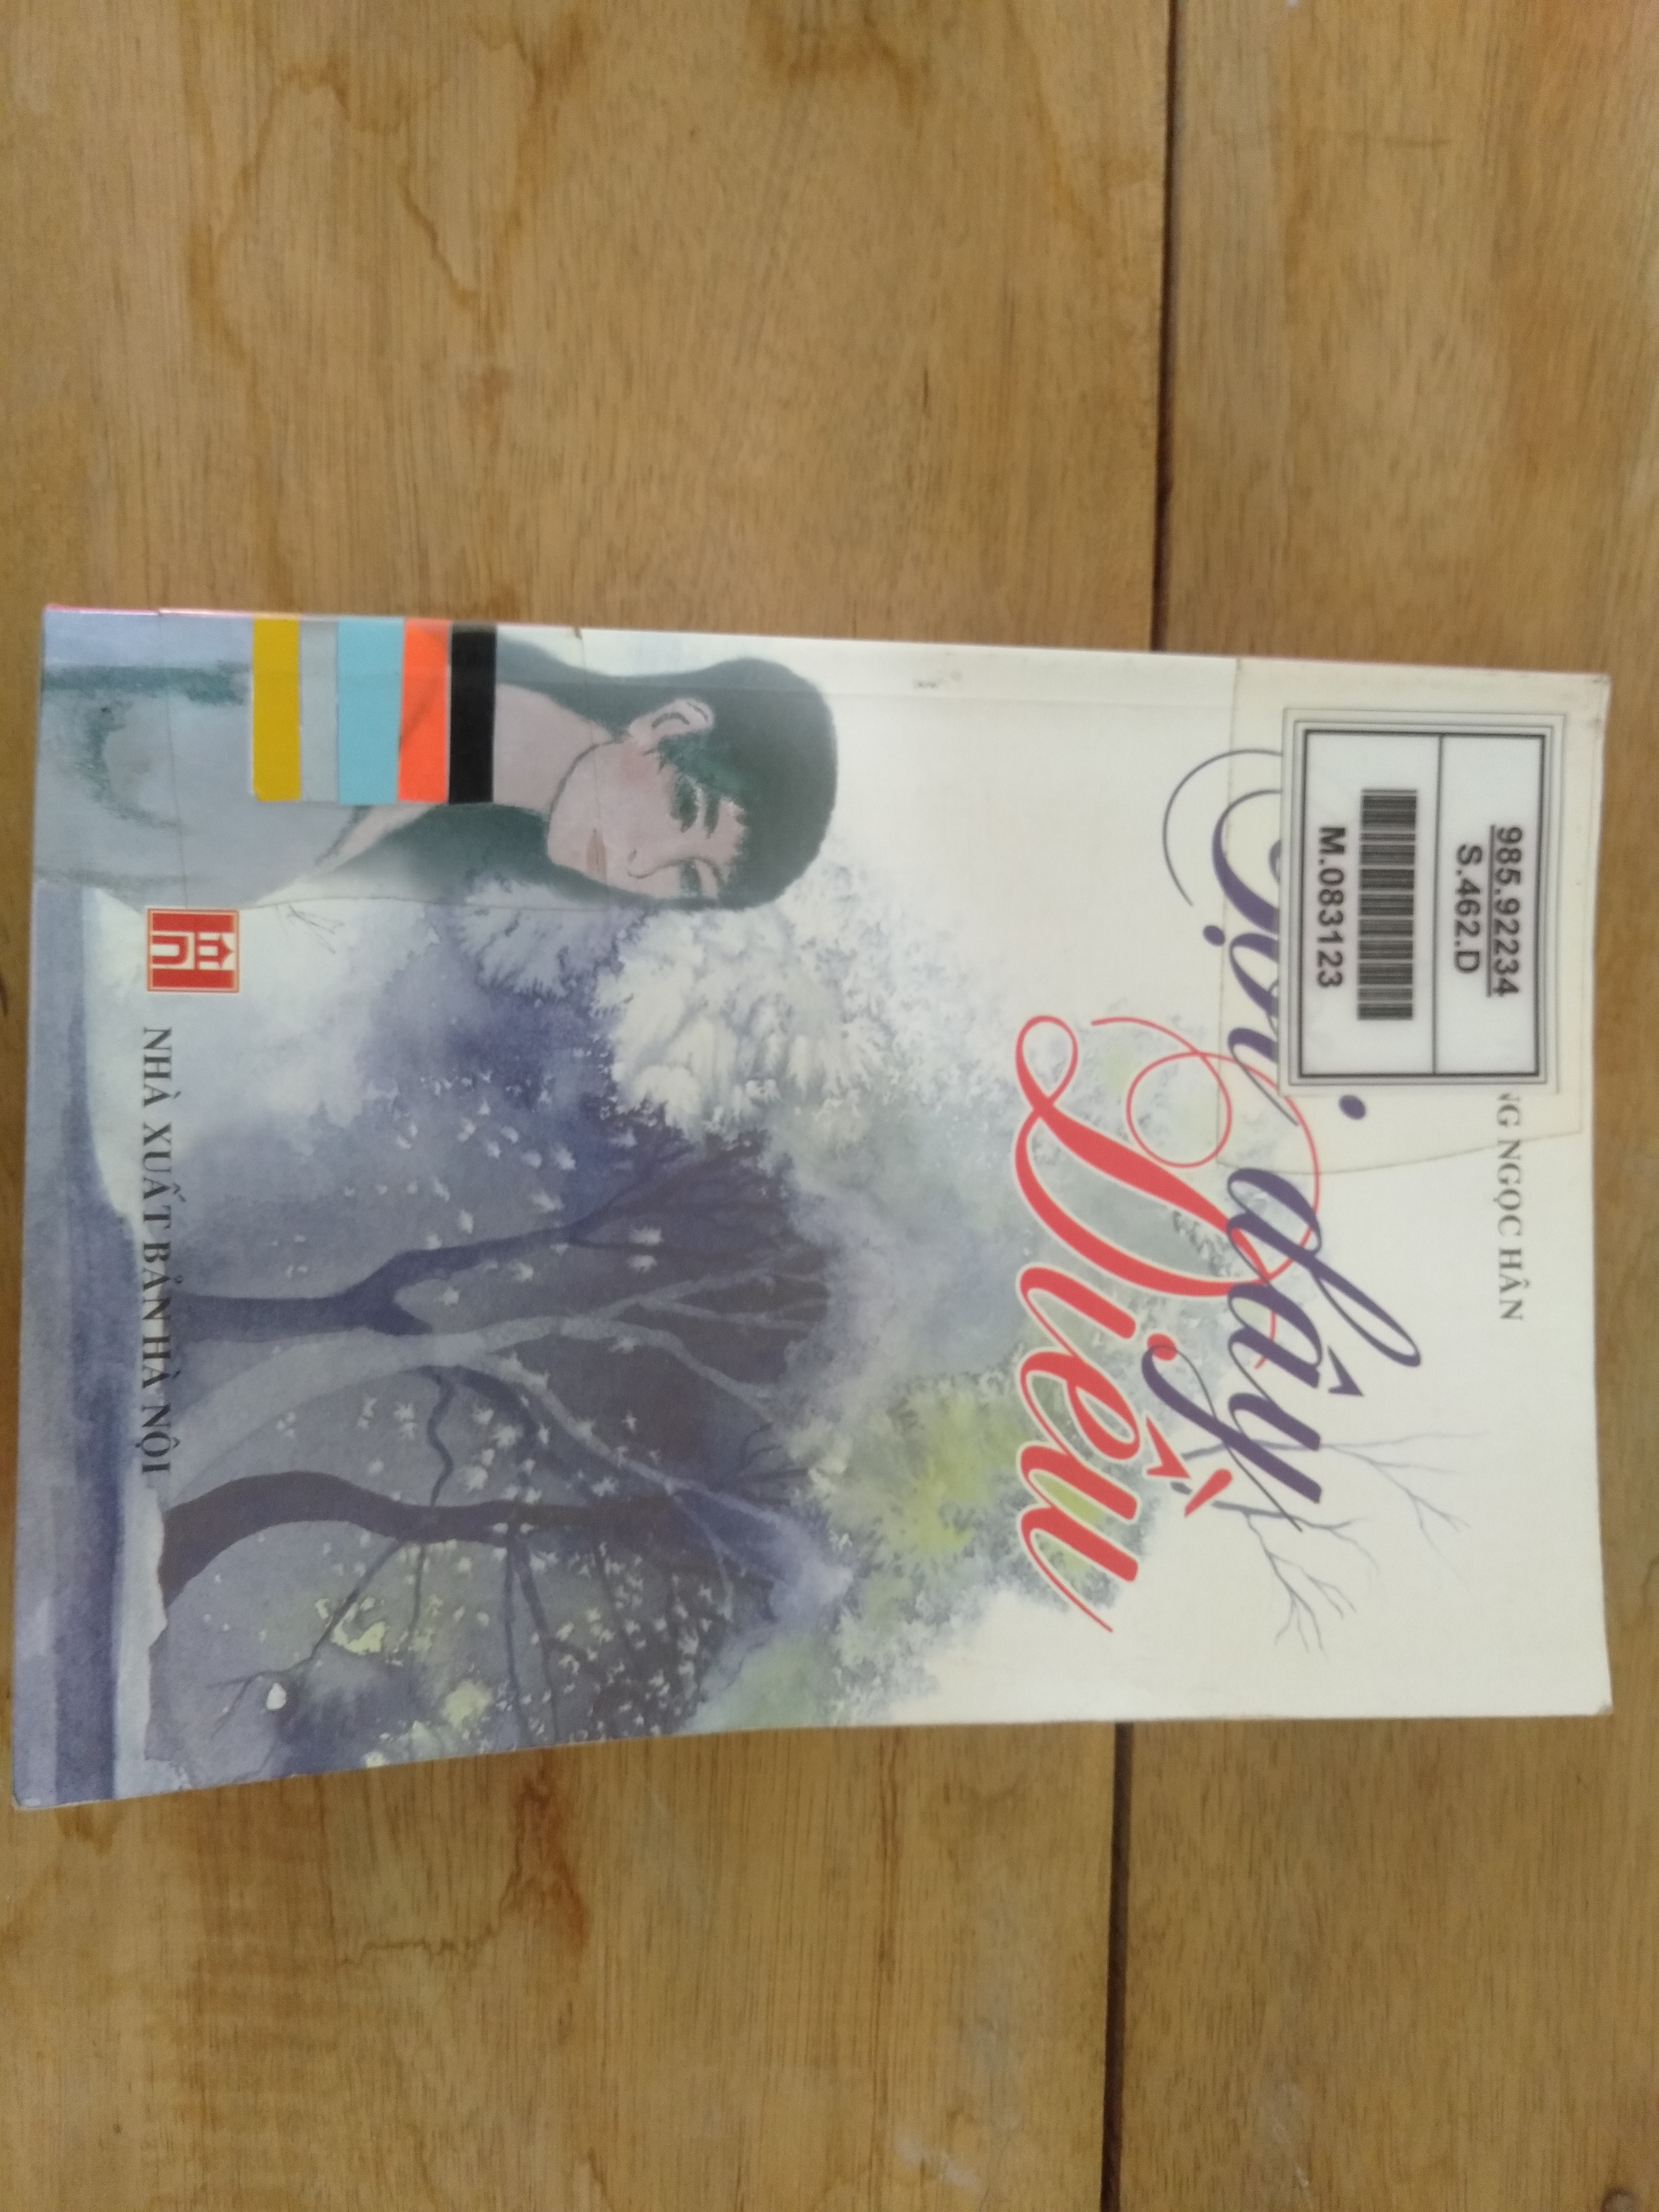 985.92234
S.462.D
M.083123
NG NGỌC HÂN
dây
Diều
NHÀ XUẤT BẢN HÀ NỘI